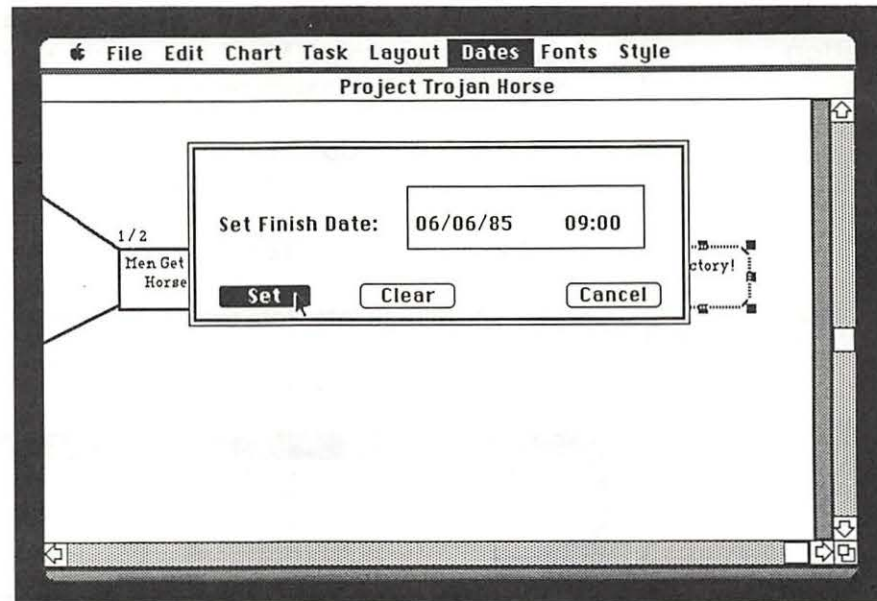 File Edit Chart Task Layout Dates Fonts Style
Project Trojan Horse
Set Finish Date: 06/06/85 09:00
1/2
Men Get
Horse
ctory!
Set Clear Cancel